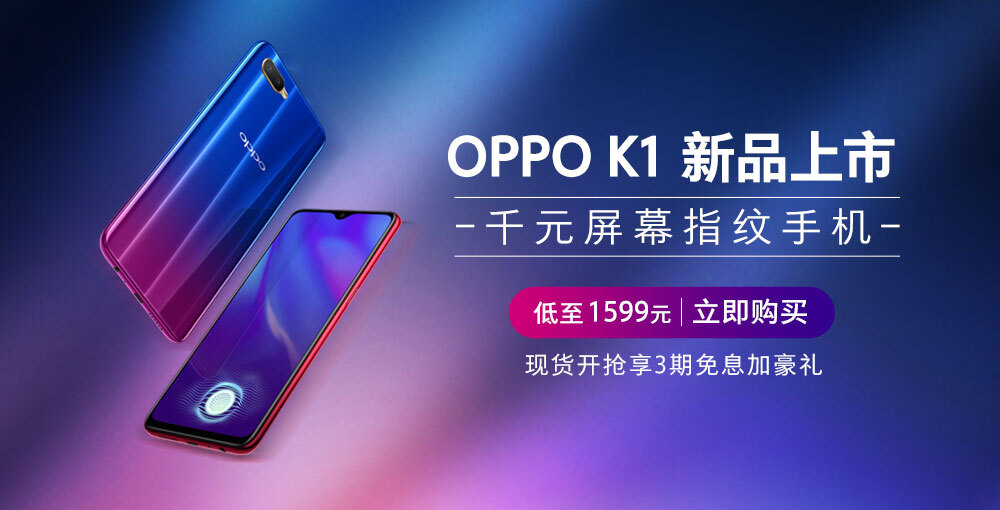 OPPO K1 新品上市
-千元屏幕指纹手机-
低至1599元|立即购买
现货开抢享3期免息加豪礼
oppo